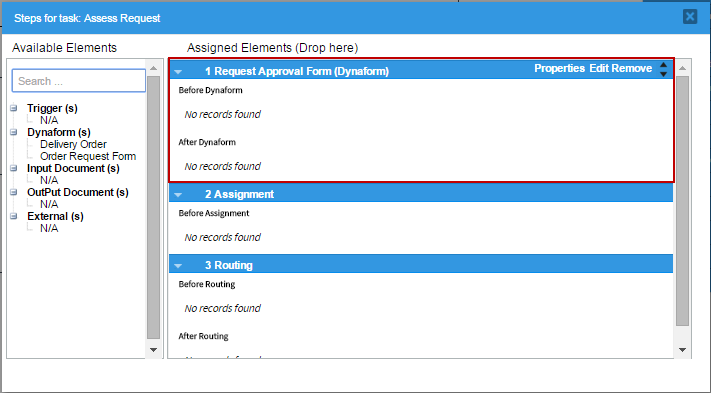 Steps for task: Assess Request
Available Elements
Search ...
Trigger (s)
N/A
Dynaform (s)
Delivery Order
Order Request Form
Input Document (s)
N/A
OutPut Document (s)
N/A
External (s)
N/A
Assigned Elements (Drop here)
1 Request Approval Form (Dynaform) Properties Edit Remove
Before Dynaform
No records found
After Dynaform
No records found
2 Assignment
Before Assignment
No records found
3 Routing
Before Routing
No records found
After Routing
No records found